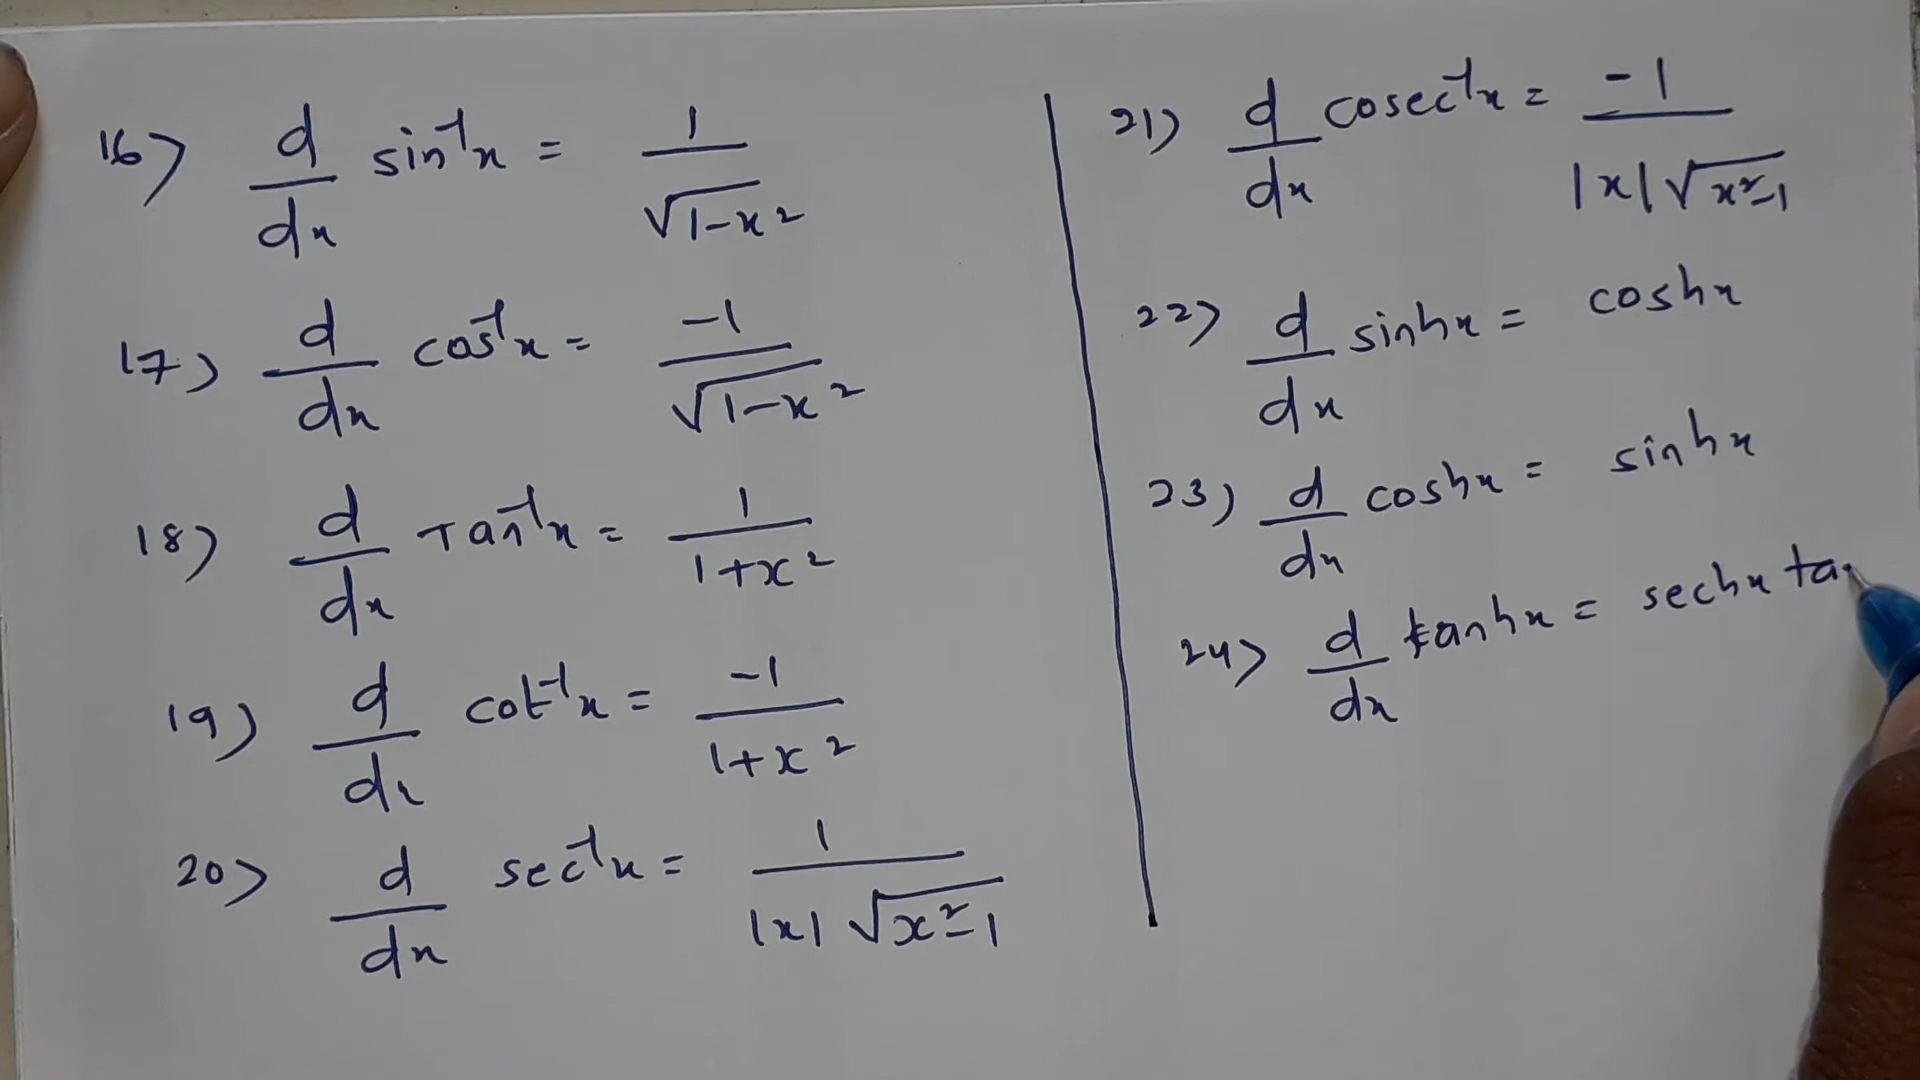 16) d/dx sin⁻¹x = 1/√1-x²
17) d/dx cos⁻¹x = -1/√1-x²
18) d/dx Tan⁻¹x = 1/1+x²
19) d/dx cot⁻¹x = -1/1+x²
20) d/dx sec⁻¹x = 1/|x|√x²-1
21) d/dx cosec⁻¹x = -1/|x|√x²-1
22) d/dx sinhx = coshx
23) d/dx coshx = sinhx
24) d/dx tanhx = sechx ta